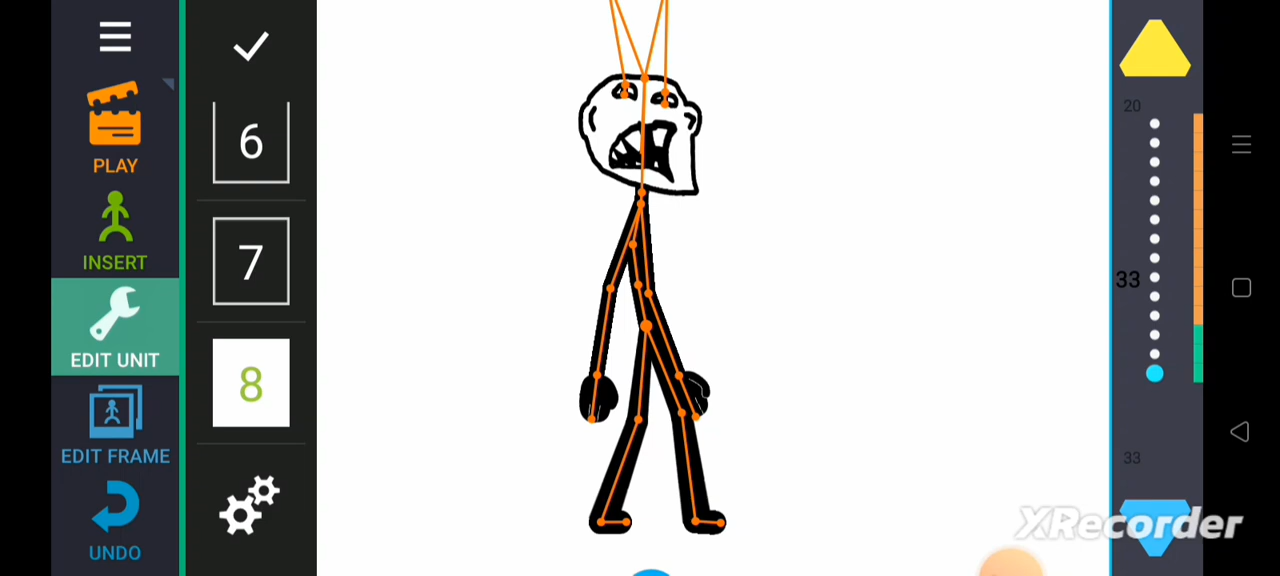 PLAY
INSERT
EDIT UNIT
EDIT FRAME
UNDO
6
7
8
20
33
33
XRecorder